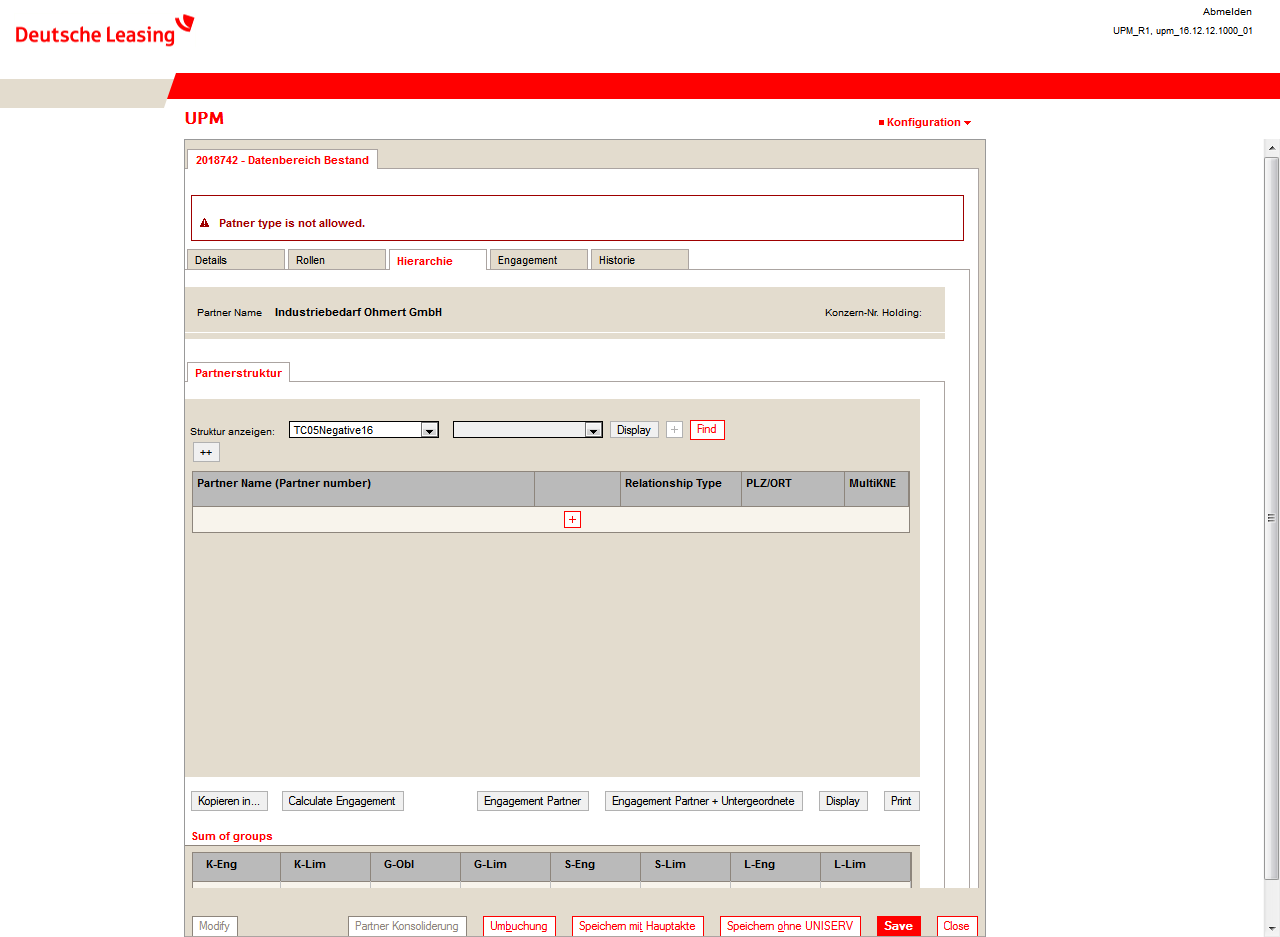 Abmelden
Deutsche Leasing
UPM_R1, upm_16.12.12.1000_01
UPM
Konfiguration
2018742 - Datenbereich Bestand
Patner type is not allowed.
Details Rollen Hierarchie Engagement Historie
Partner Name Industriebedarf Ohmert GmbH Konzern-Nr. Holding:
Partnerstruktur
Struktur anzeigen: TC05Negative16 Display + Find
++
Partner Name (Partner number) Relationship Type PLZ/ORT MultiKNE
+
Kopieren in... Calculate Engagement Engagement Partner Engagement Partner + Untergeordnete Display Print
Sum of groups
K-Eng K-Lim G-Obl G-Lim S-Eng S-Lim L-Eng L-Lim
Modify Partner Konsoliderung Umbuchung Speichern mit Hauptakte Speichern ohne UNISERV Save Close